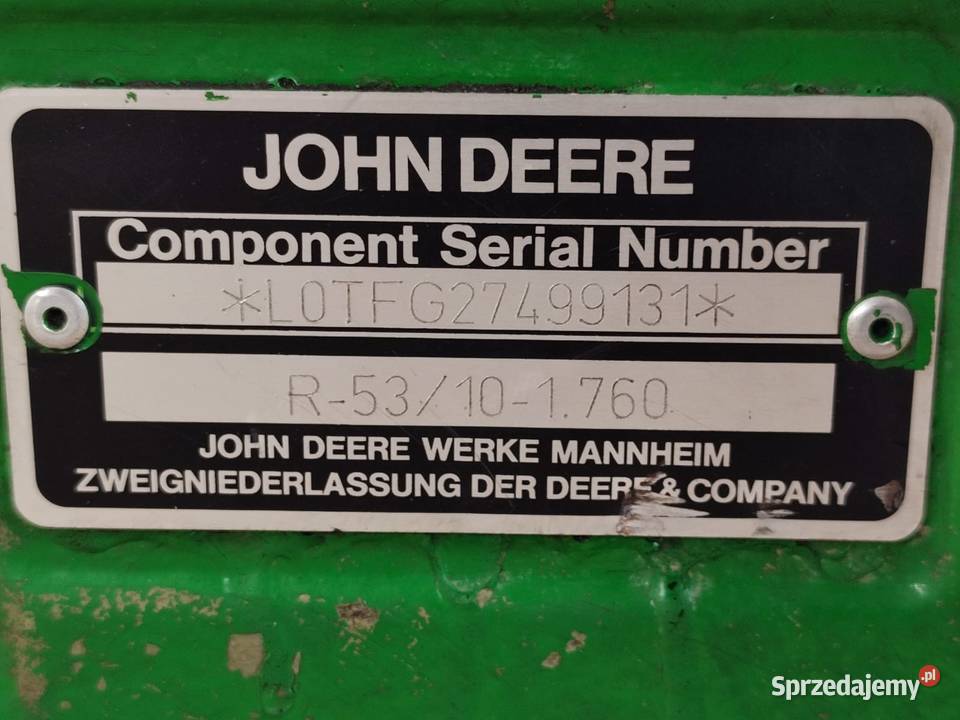 JOHN DEERE
Component Serial Number
*L0TFG27499131*
R-53/10-1.760
JOHN DEERE WERKE MANNHEIM
ZWEIGNIEDERLASSUNG DER DEERE & COMPANY
Sprzedajemy.pl